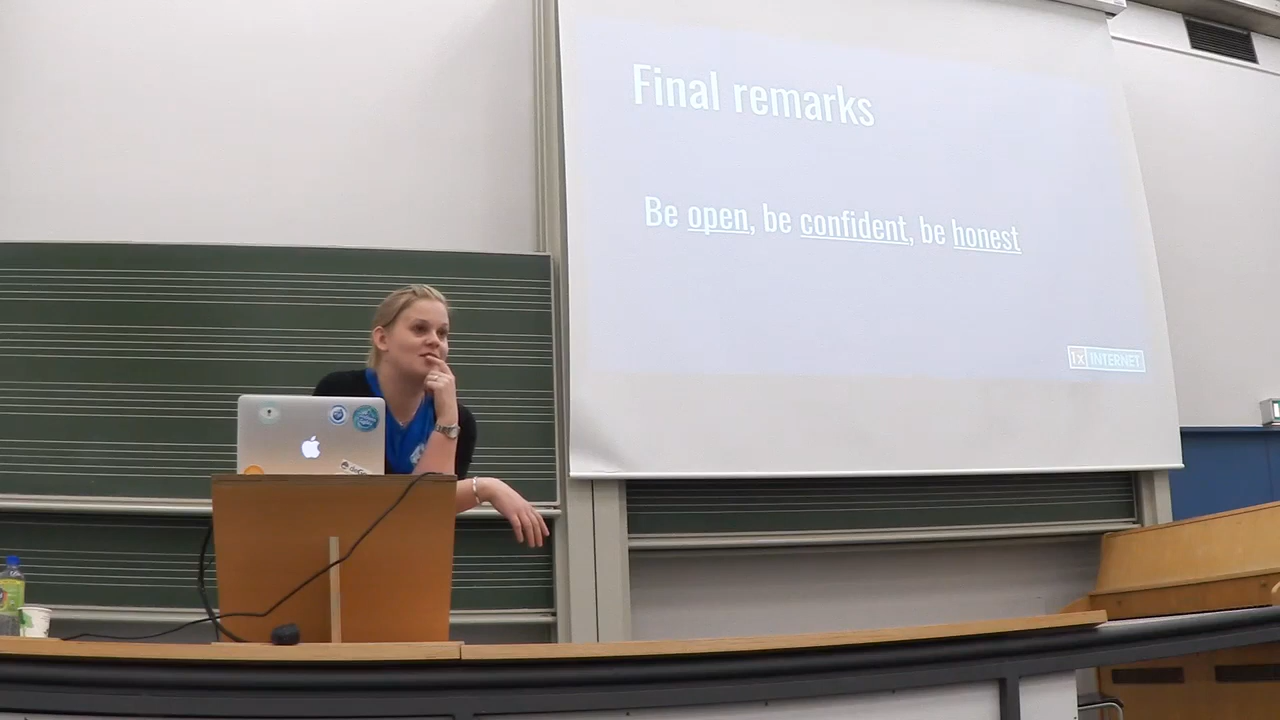 Final remarks
Be open, be confident, be honest
1x INTERNET